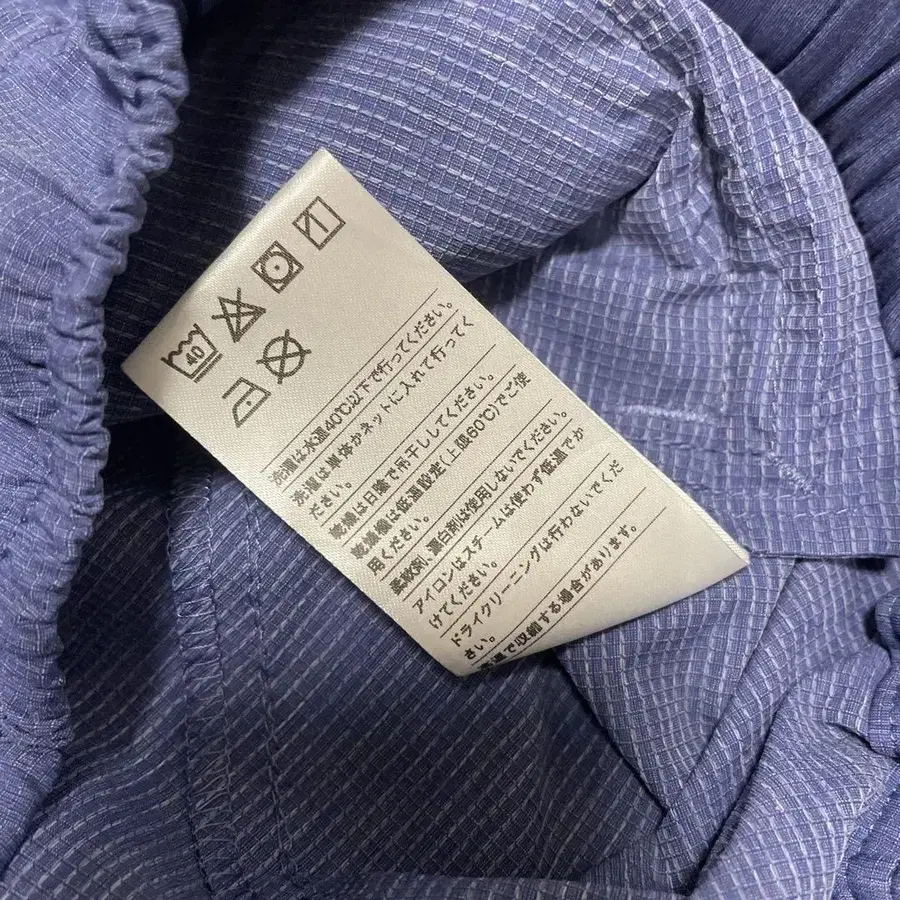 40
洗濯は水温40℃以下で行ってください。
洗濯は単体かネットに入れて行ってく
ださい。
乾燥は日陰で吊干ししてください。
乾燥機は低温設定(上限60℃)でご使
用ください。
柔軟剤、漂白剤は使用しないでください。
アイロンはスチームは使わず低温でか
けてください。
ドライクリーニングは行わないでくだ
さい。
で収縮する場合があります。